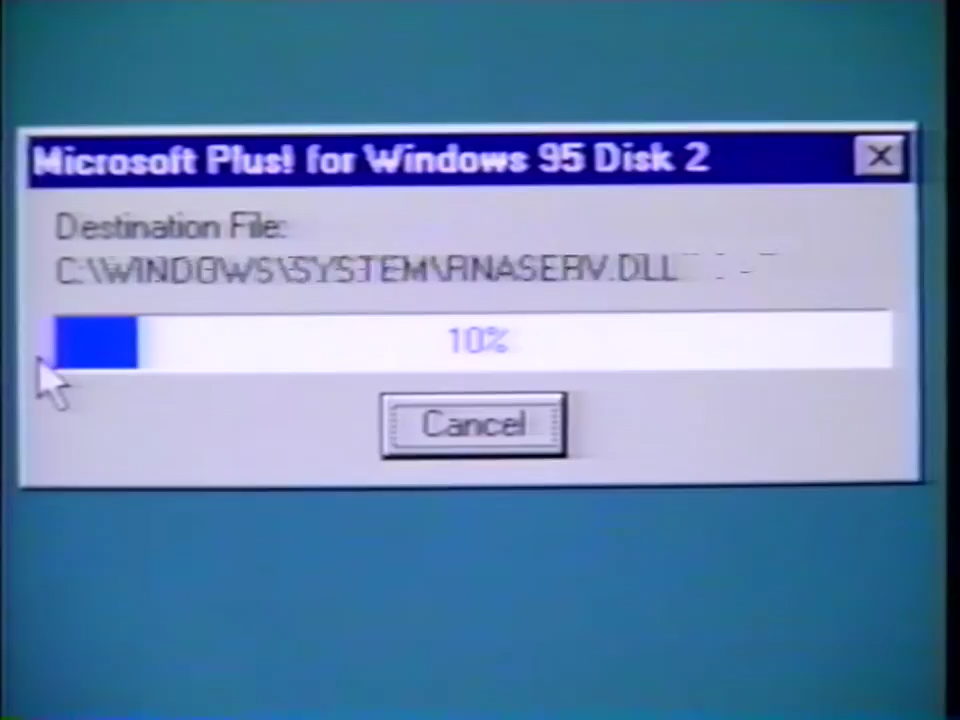 Microsoft Plus! for Windows 95 Disk 2
Destination File:
C:\WINDOWS\SYSTEM\RNASERV.DLL
10%
Cancel